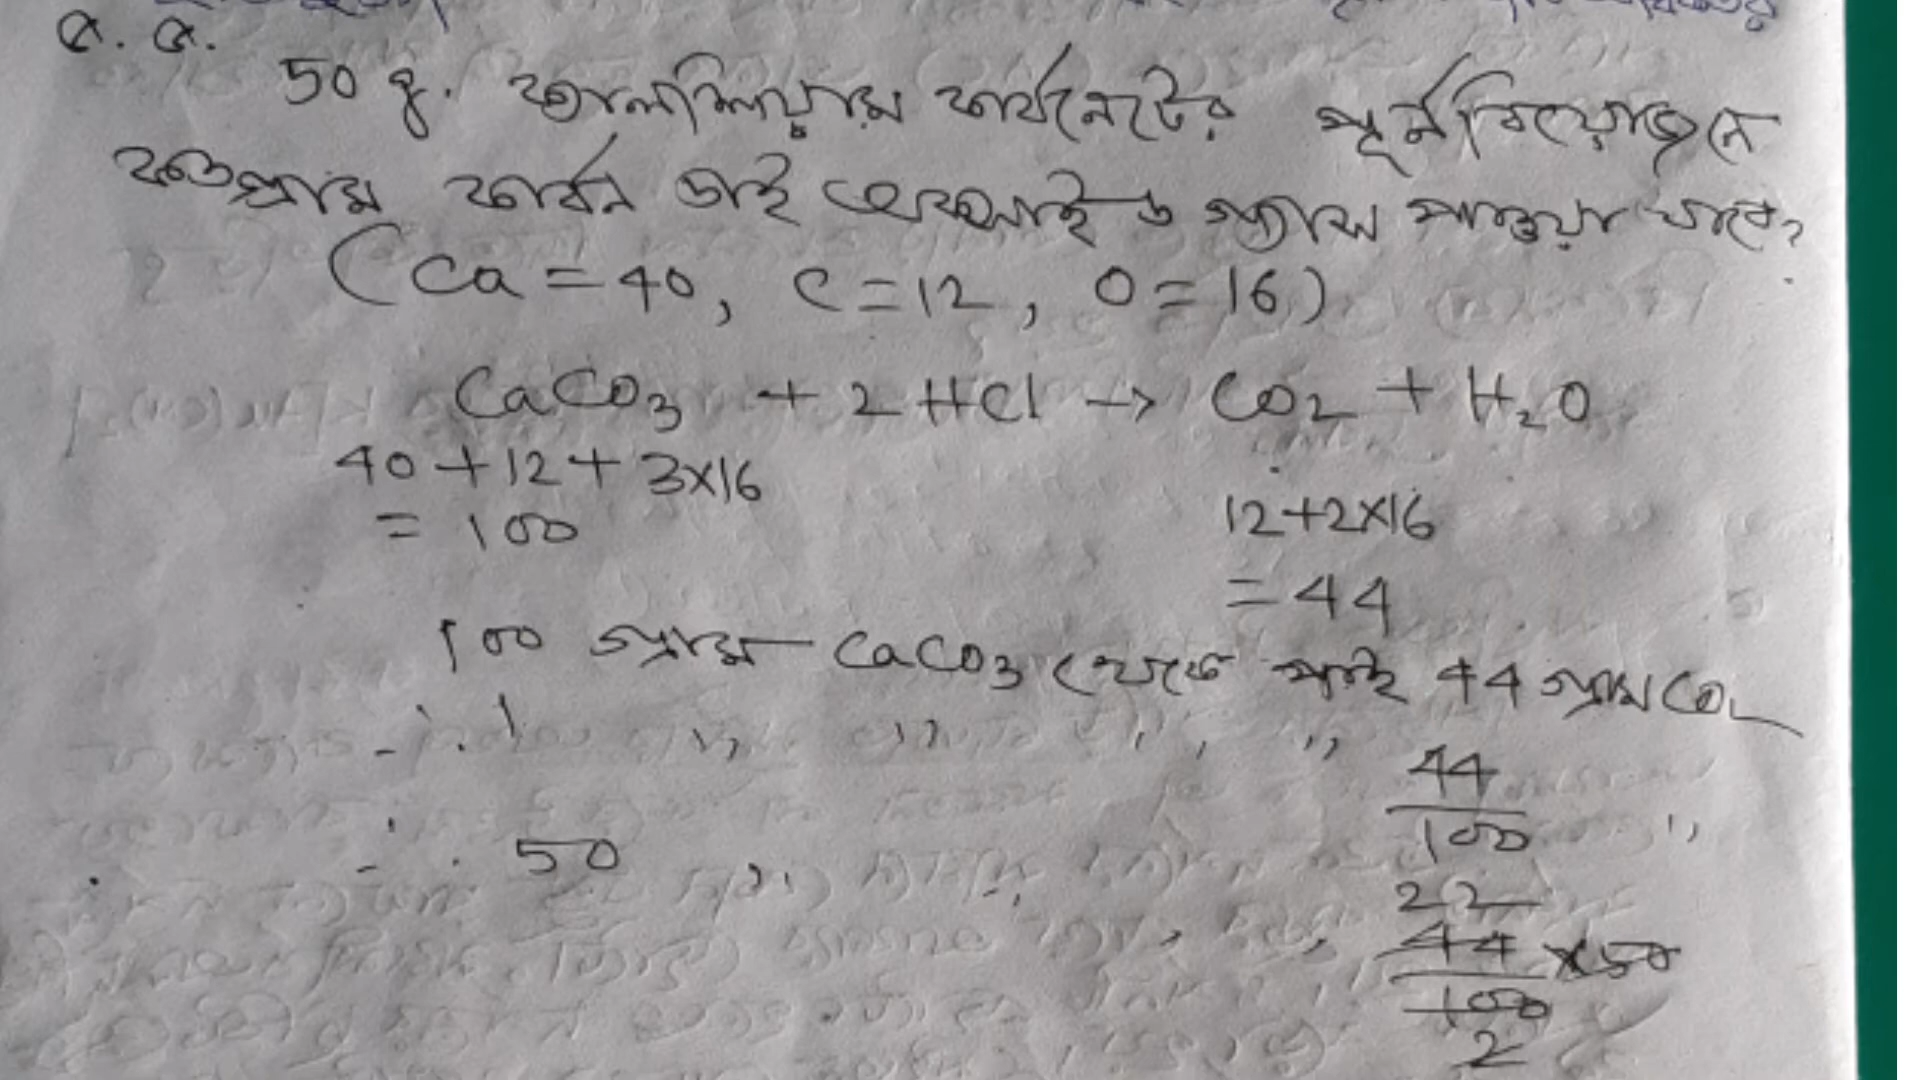 50 g. ক্যালসিয়াম কার্বনেটের পূর্নবিয়োজনে
কতগ্রাম কার্বন ডাই অক্সাইড গ্যাস পাওয়া যাবে?
(Ca = 40, C = 12, O = 16)
CaCO3 + 2HCl → CO2 + H2O
40 + 12 + 3×16
= 100
12+2×16
= 44
100 গ্রাম CaCO3 থেকে পাই 44 গ্রাম CO2
∴ 1 ,, ,, ,, ,, 44/100 ,,
∴ 50 ,, 44/100 ×50
22
2